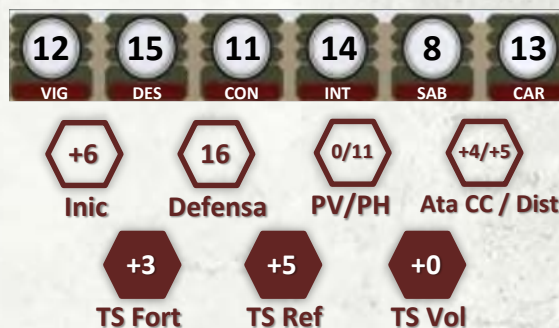 12 15 11 14 8 13
VIG DES CON INT SAB CAR
+6 16 0/11 +4/+5
Inic Defensa PV/PH Ata CC / Dist
+3 +5 +0
TS Fort TS Ref TS Vol